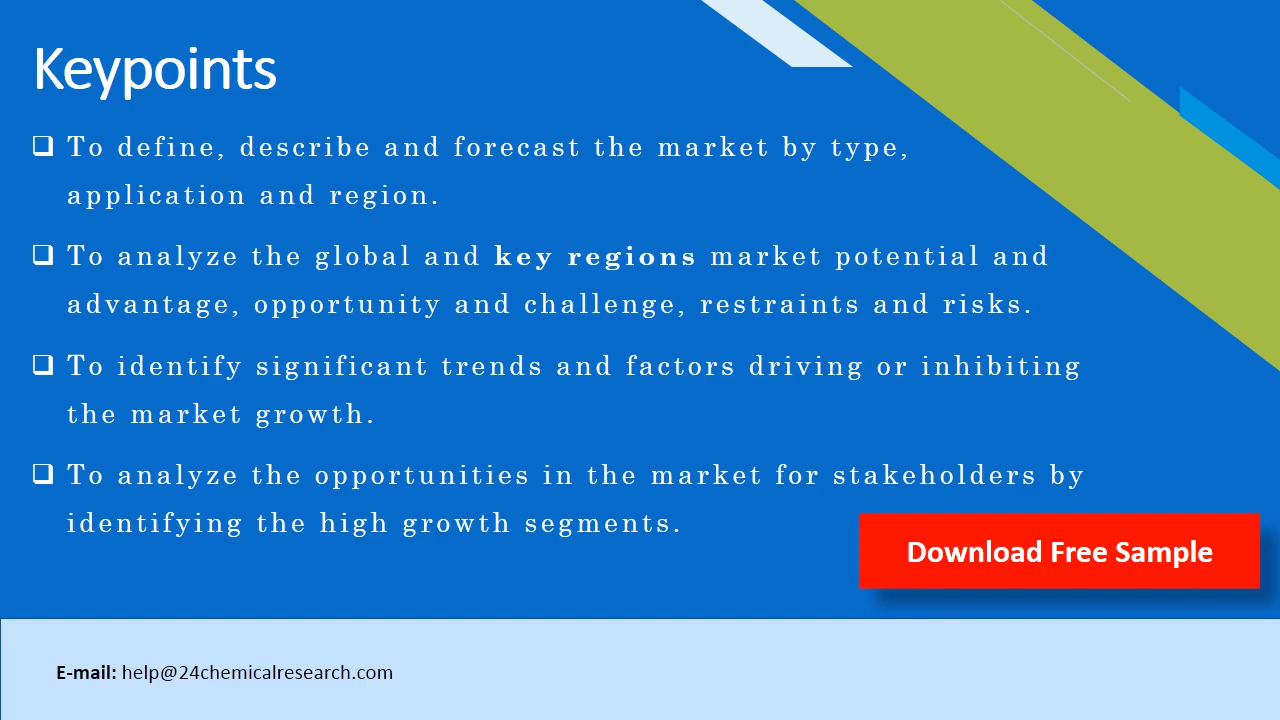 Keypoints
❑ To define, describe and forecast the market by type,
application and region.
❑ To analyze the global and key regions market potential and
advantage, opportunity and challenge, restraints and risks.
❑ To identify significant trends and factors driving or inhibiting
the market growth.
❑ To analyze the opportunities in the market for stakeholders by
identifying the high growth segments.
Download Free Sample
E-mail: help@24chemicalresearch.com